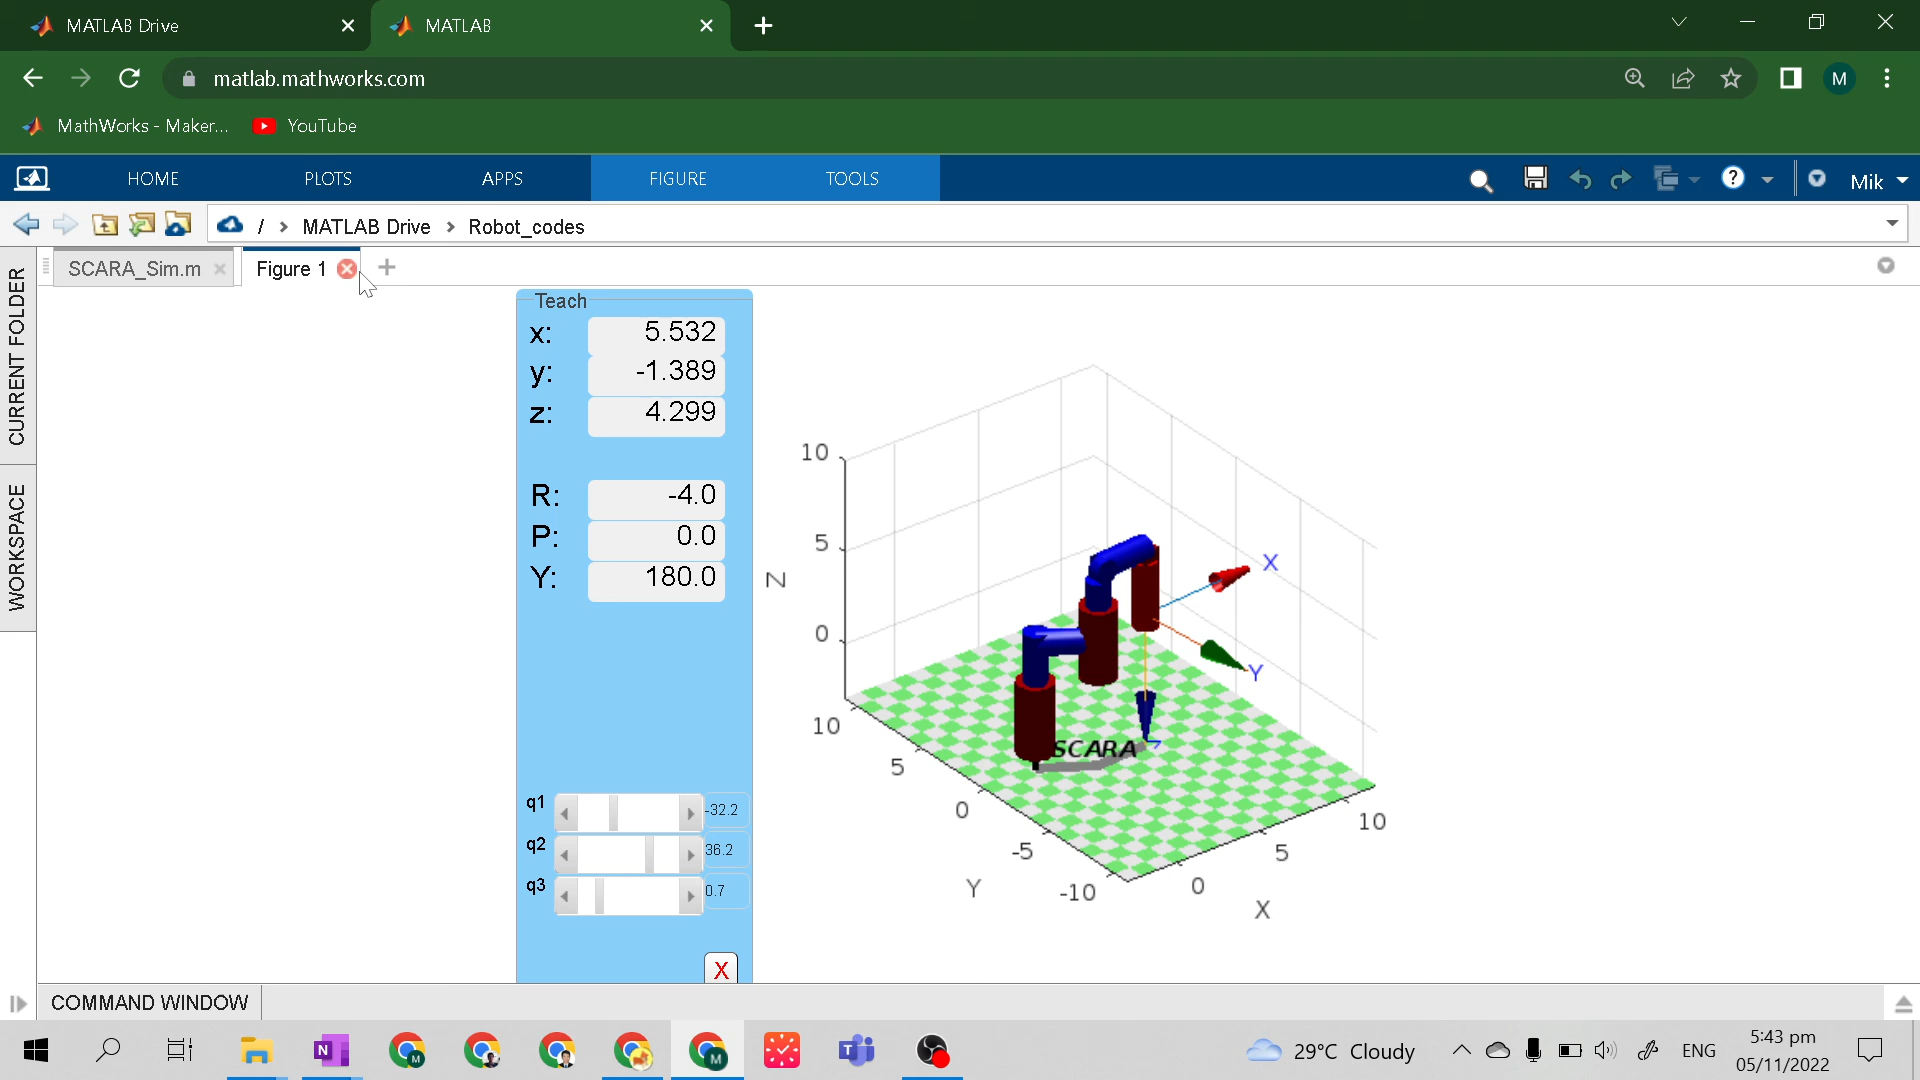 MATLAB Drive
MATLAB
matlab.mathworks.com
M
MathWorks - Maker...
YouTube
HOME
PLOTS
APPS
FIGURE
TOOLS
Mik
/ > MATLAB Drive > Robot_codes
CURRENT FOLDER
WORKSPACE
SCARA_Sim.m
Figure 1
Teach
x: 5.532
y: -1.389
z: 4.299
R: -4.0
P: 0.0
Y: 180.0
q1 -32.2
q2 36.2
q3 0.7
X
10
5
0
Z
X
Y
SCARA
10
5
0
-5
-10
Y
0
5
10
X
COMMAND WINDOW
29°C Cloudy
ENG
5:43 pm
05/11/2022